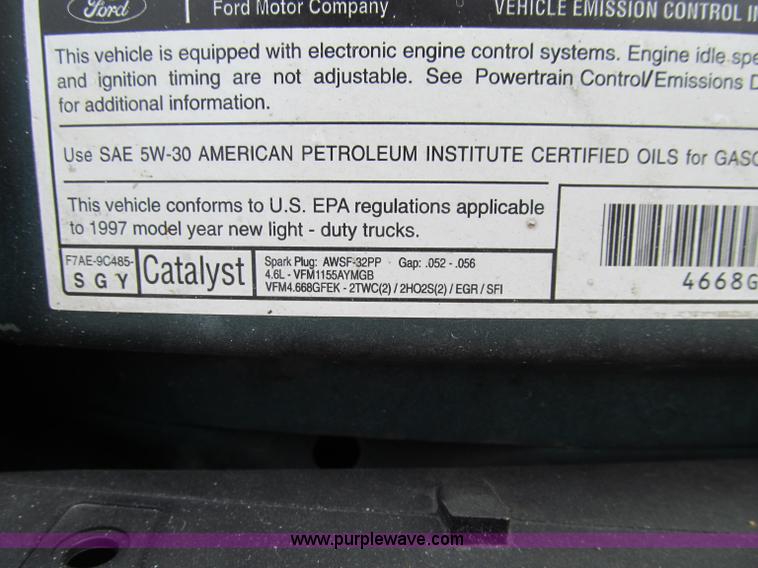 Ford
Ford Motor Company
VEHICLE EMISSION CONTROL
This vehicle is equipped with electronic engine control systems. Engine idle
and ignition timing are not adjustable. See Powertrain Control/Emissions
for additional information.
Use SAE 5W-30 AMERICAN PETROLEUM INSTITUTE CERTIFIED OILS for
This vehicle conforms to U.S. EPA regulations applicable
to 1997 model year new light - duty trucks.
F7AE-9C485-
S G Y
Catalyst
Spark Plug: AWSF-32PP Gap: .052 - .056
4.6L - VFM1155AYMGB
VFM4.668GFEK - 2TWC(2) / 2HO2S(2) / EGR / SFI
4668G
www.purplewave.com